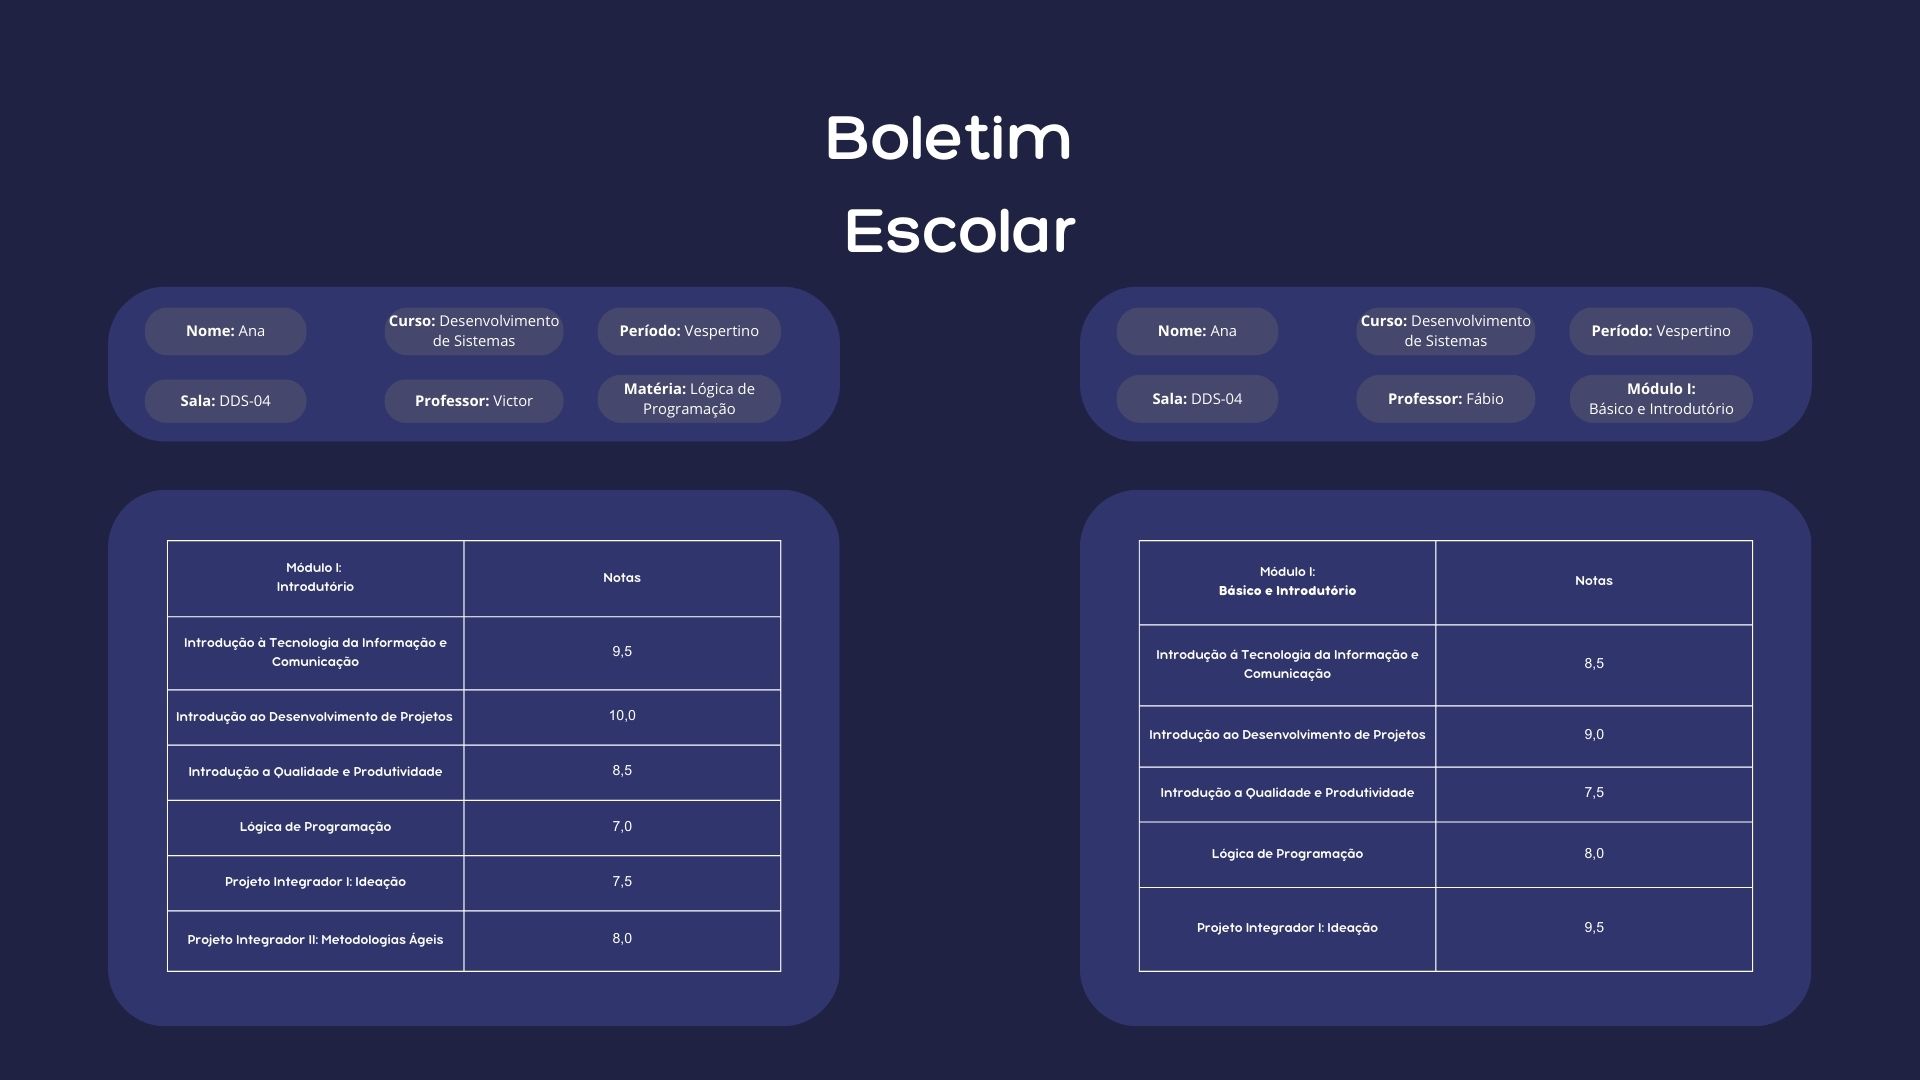 Boletim
Escolar
Nome: Ana
Curso: Desenvolvimento
de Sistemas
Período: Vespertino
Sala: DDS-04
Professor: Victor
Matéria: Lógica de
Programação
Módulo I:
Introdutório
Notas
Introdução à Tecnologia da Informação e
Comunicação
9,5
Introdução ao Desenvolvimento de Projetos
10,0
Introdução a Qualidade e Produtividade
8,5
Lógica de Programação
7,0
Projeto Integrador I: Ideação
7,5
Projeto Integrador II: Metodologias Ágeis
8,0
Nome: Ana
Curso: Desenvolvimento
de Sistemas
Período: Vespertino
Sala: DDS-04
Professor: Fábio
Módulo I:
Básico e Introdutório
Módulo I:
Básico e Introdutório
Notas
Introdução á Tecnologia da Informação e
Comunicação
8,5
Introdução ao Desenvolvimento de Projetos
9,0
Introdução a Qualidade e Produtividade
7,5
Lógica de Programação
8,0
Projeto Integrador I: Ideação
9,5